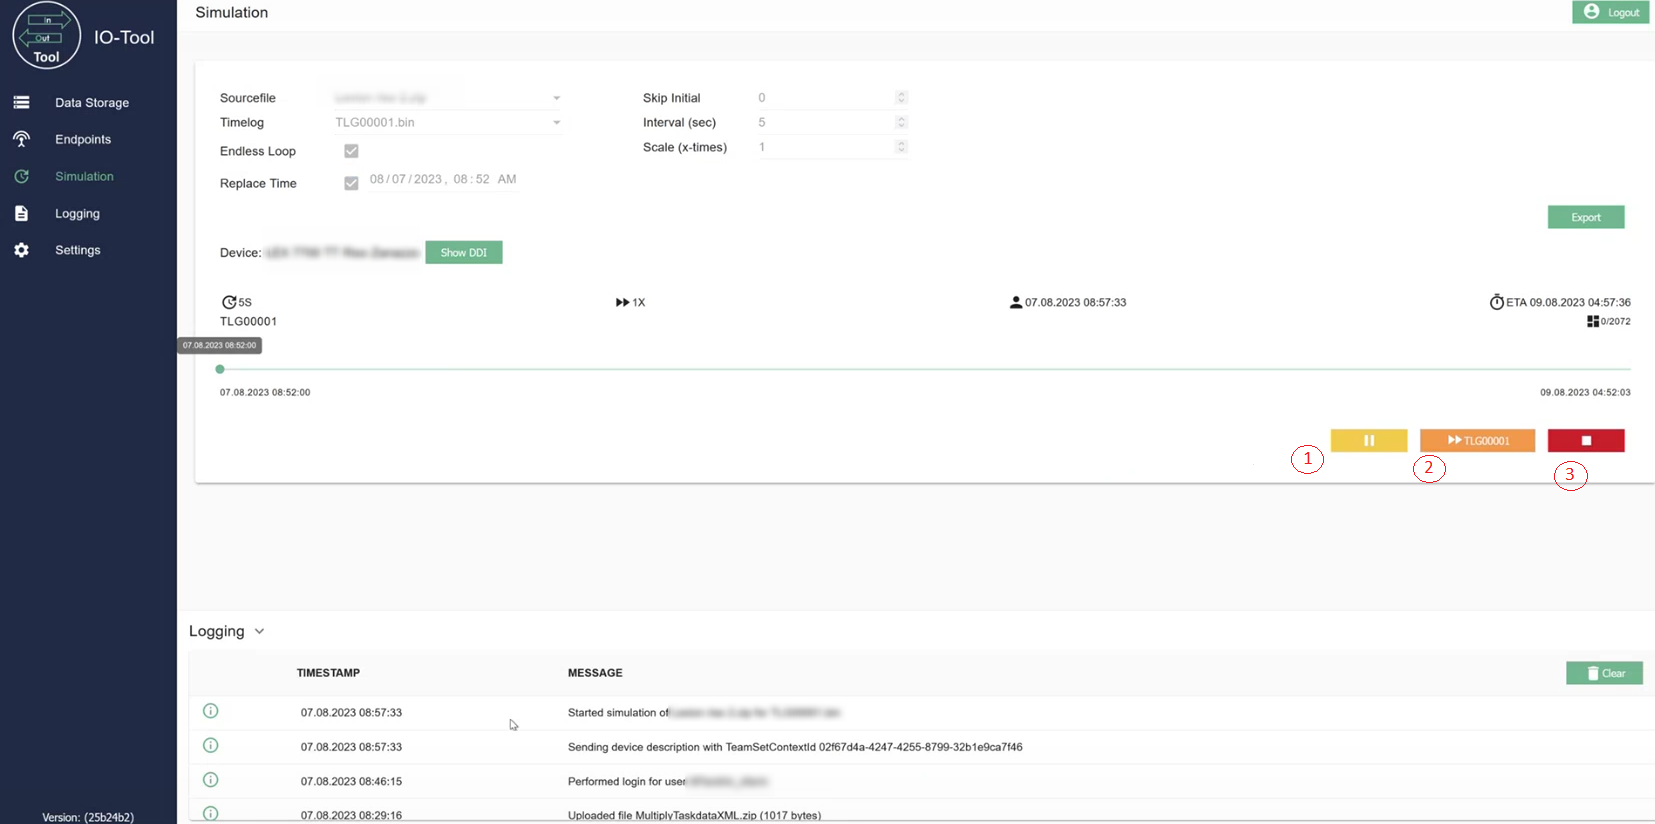 In
Out
Tool
IO-Tool
Data Storage
Endpoints
Simulation
Logging
Settings
Version: (25b24b2)
Simulation
Logout
Sourcefile
Timelog TLG00001.bin
Endless Loop
Replace Time 08/07/2023, 08:52 AM
Skip Initial 0
Interval (sec) 5
Scale (x-times) 1
Export
Device: Show DDI
5S 1X 07.08.2023 08:57:33 ETA 09.08.2023 04:57:36
TLG00001 0/2072
07.08.2023 08:52:00
07.08.2023 08:52:00 09.08.2023 04:52:03
TLG00001
1 2 3
Logging
TIMESTAMP MESSAGE Clear
07.08.2023 08:57:33 Started simulation of
07.08.2023 08:57:33 Sending device description with TeamSetContextId 02f67d4a-4247-4255-8799-32b1e9ca7f46
07.08.2023 08:46:15 Performed login for user
07.08.2023 08:29:16 Uploaded file MultiplyTaskdataXML.zip (1017 bytes)